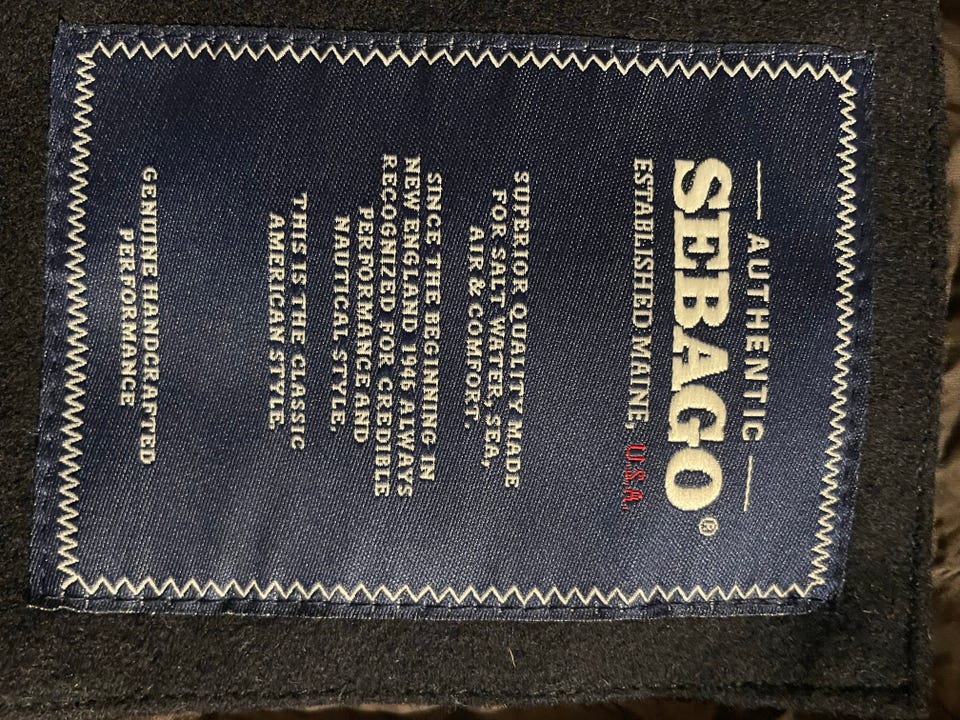 AUTHENTIC
SEBAGO®
ESTABLISHED MAINE, U.S.A.
SUPERIOR QUALITY MADE
FOR SALT WATER, SEA,
AIR & COMFORT.
SINCE THE BEGINNING IN
NEW ENGLAND 1946 ALWAYS
RECOGNIZED FOR CREDIBLE
PERFORMANCE AND
NAUTICAL STYLE.
THIS IS THE CLASSIC
AMERICAN STYLE.
GENUINE HANDCRAFTED
PERFORMANCE